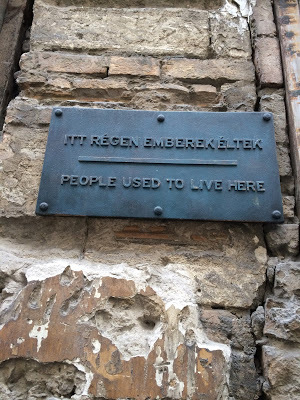 ITT RÉGEN EMBEREK ÉLTEK
PEOPLE USED TO LIVE HERE